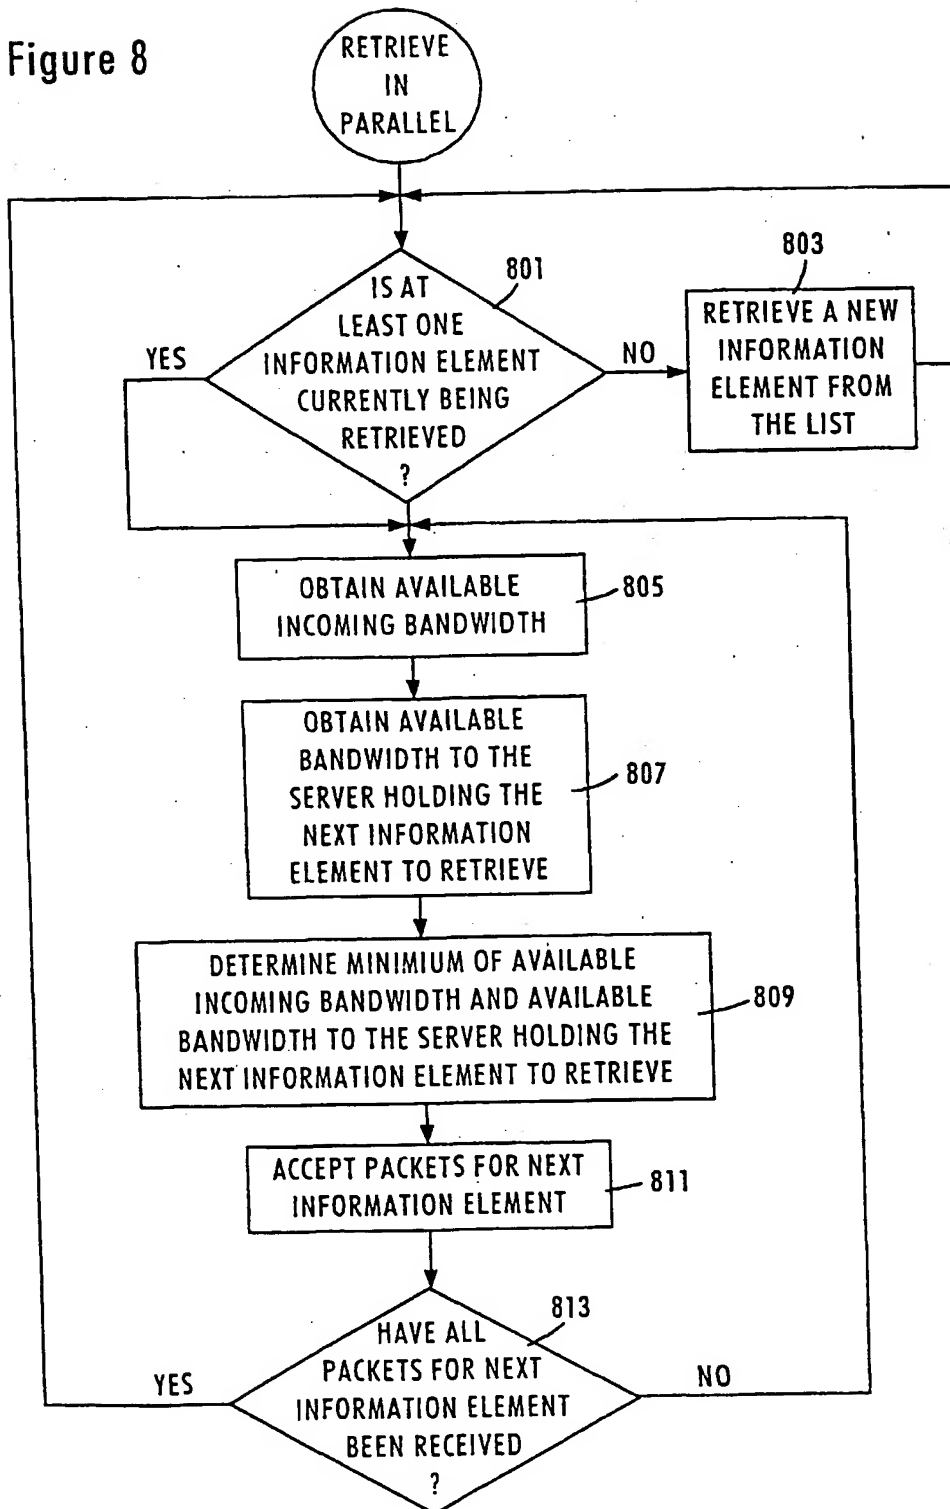 Figure 8
RETRIEVE
IN
PARALLEL
801
IS AT
LEAST ONE
INFORMATION ELEMENT
CURRENTLY BEING
RETRIEVED
?
YES
NO
803
RETRIEVE A NEW
INFORMATION
ELEMENT FROM
THE LIST
OBTAIN AVAILABLE
INCOMING BANDWIDTH
805
OBTAIN AVAILABLE
BANDWIDTH TO THE
SERVER HOLDING THE
NEXT INFORMATION
ELEMENT TO RETRIEVE
807
DETERMINE MINIMIUM OF AVAILABLE
INCOMING BANDWIDTH AND AVAILABLE
BANDWIDTH TO THE SERVER HOLDING THE
NEXT INFORMATION ELEMENT TO RETRIEVE
809
ACCEPT PACKETS FOR NEXT
INFORMATION ELEMENT
811
813
HAVE ALL
PACKETS FOR NEXT
INFORMATION ELEMENT
BEEN RECEIVED
?
YES
NO